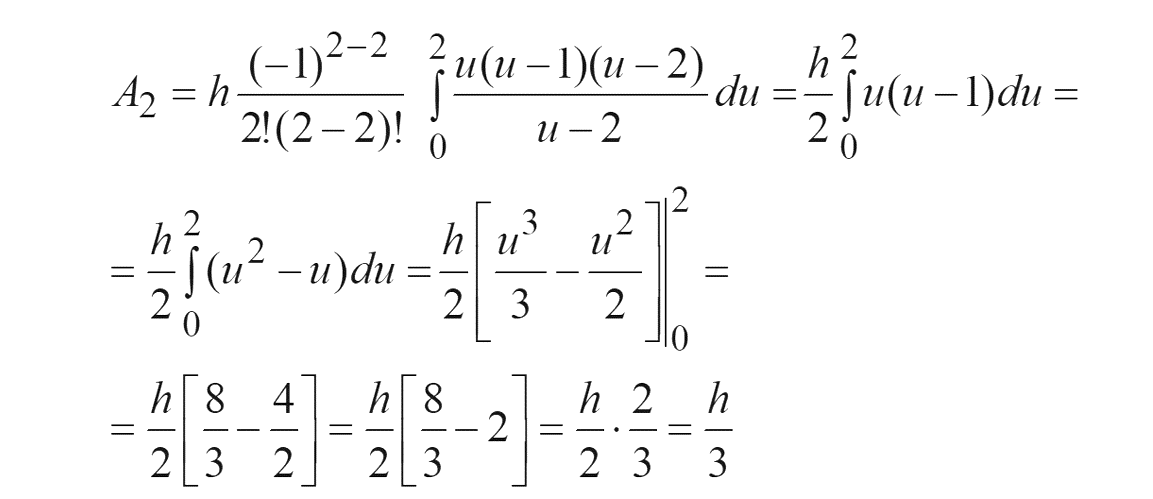 A₂ = h \frac{(−1)^{2−2}}{2!(2−2)!} \int_0^2 \frac{u(u−1)(u−2)}{u−2} du = \frac{h}{2} \int_0^2 u(u−1)du =
= \frac{h}{2} \int_0^2 (u^2 − u)du = \frac{h}{2} \left[ \frac{u^3}{3} − \frac{u^2}{2} \right] \Big|_0^2 =
= \frac{h}{2} \left[ \frac{8}{3} − \frac{4}{2} \right] = \frac{h}{2} \left[ \frac{8}{3} − 2 \right] = \frac{h}{2} · \frac{2}{3} = \frac{h}{3}